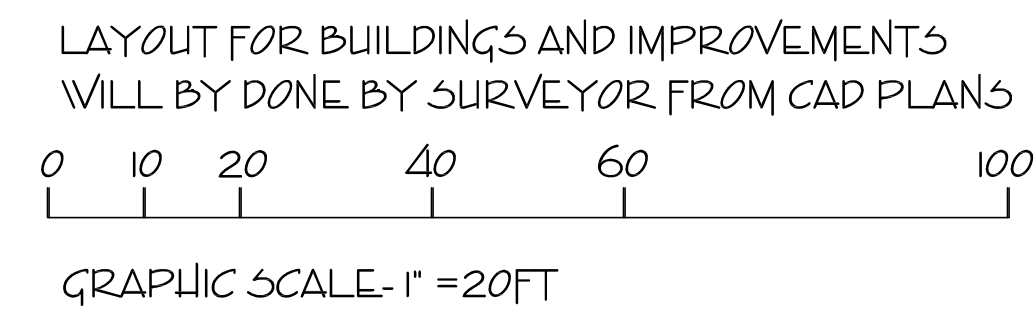 LAYOUT FOR BUILDINGS AND IMPROVEMENTS
WILL BY DONE BY SURVEYOR FROM CAD PLANS
0 10 20 40 60 100
GRAPHIC SCALE- 1" =20FT